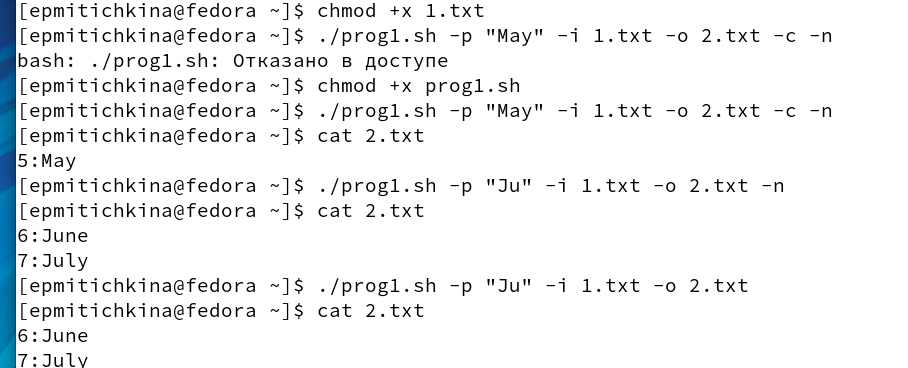 [epmitichkina@fedora ~]$ chmod +x 1.txt
[epmitichkina@fedora ~]$ ./prog1.sh -p "May" -i 1.txt -o 2.txt -c -n
bash: ./prog1.sh: Отказано в доступе
[epmitichkina@fedora ~]$ chmod +x prog1.sh
[epmitichkina@fedora ~]$ ./prog1.sh -p "May" -i 1.txt -o 2.txt -c -n
[epmitichkina@fedora ~]$ cat 2.txt
5:May
[epmitichkina@fedora ~]$ ./prog1.sh -p "Ju" -i 1.txt -o 2.txt -n
[epmitichkina@fedora ~]$ cat 2.txt
6:June
7:July
[epmitichkina@fedora ~]$ ./prog1.sh -p "Ju" -i 1.txt -o 2.txt
[epmitichkina@fedora ~]$ cat 2.txt
6:June
7:July